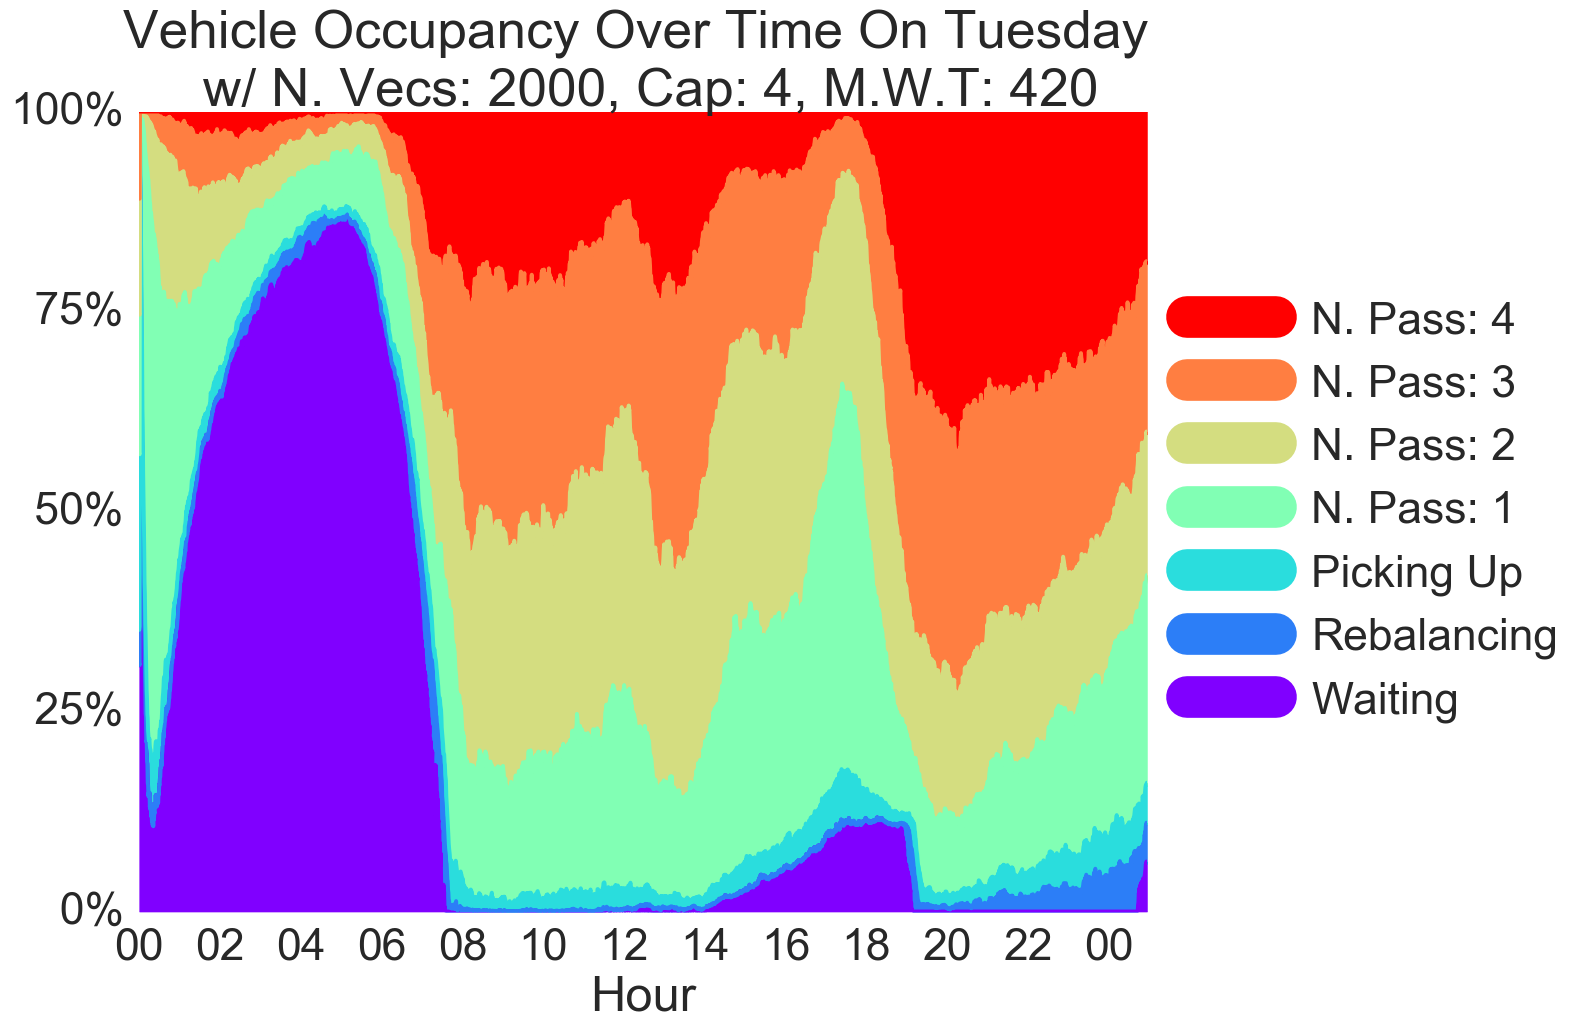 Vehicle Occupancy Over Time On Tuesday
w/ N. Vecs: 2000, Cap: 4, M.W.T: 420
100%
75%
50%
25%
0%
00 02 04 06 08 10 12 14 16 18 20 22 00
Hour
N. Pass: 4
N. Pass: 3
N. Pass: 2
N. Pass: 1
Picking Up
Rebalancing
Waiting